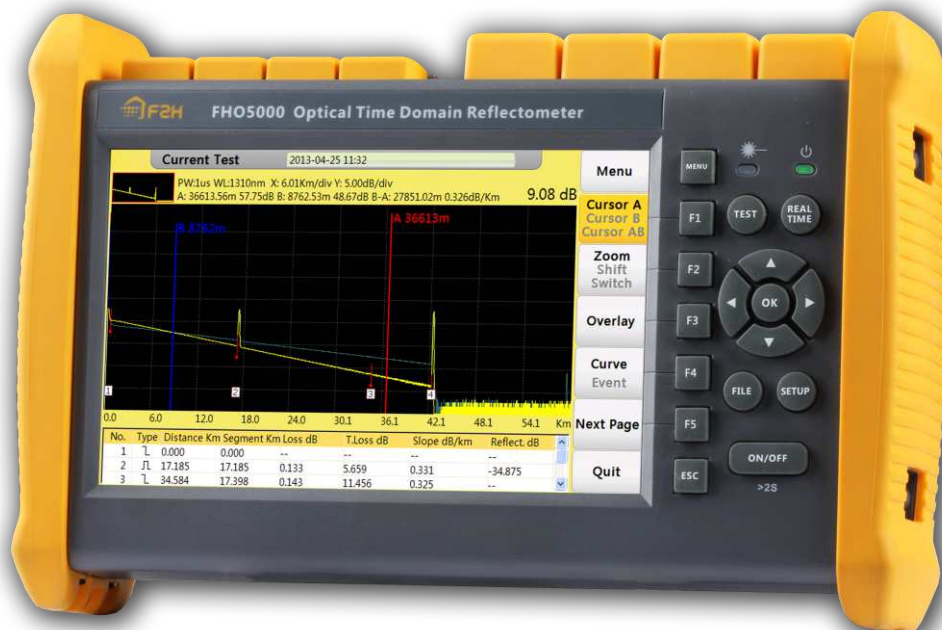 F2H FHO5000 Optical Time Domain Reflectometer
Current Test 2013-04-25 11:32
PW:1us WL:1310nm X: 6.01Km/div Y: 5.00dB/div
A: 36613.56m 57.75dB B: 8762.53m 48.67dB B-A: 27851.02m 0.326dB/Km 9.08 dB
B 8762m
A 36613m
1 2 3 4
0.0 6.0 12.0 18.0 24.0 30.1 36.1 42.1 48.1 54.1 Km
No. Type Distance Km Segment Km Loss dB T.Loss dB Slope dB/km Reflect. dB
1 0.000 0.000 -- -- -- --
2 17.185 17.185 0.133 5.659 0.331 -34.875
3 34.584 17.398 0.143 11.456 0.325 --
Menu
Cursor A
Cursor B
Cursor AB
Zoom
Shift
Switch
Overlay
Curve
Event
Next Page
Quit
MENU
F1
F2
F3
F4
F5
ESC
TEST
REAL
TIME
OK
FILE
SETUP
ON/OFF
>2S